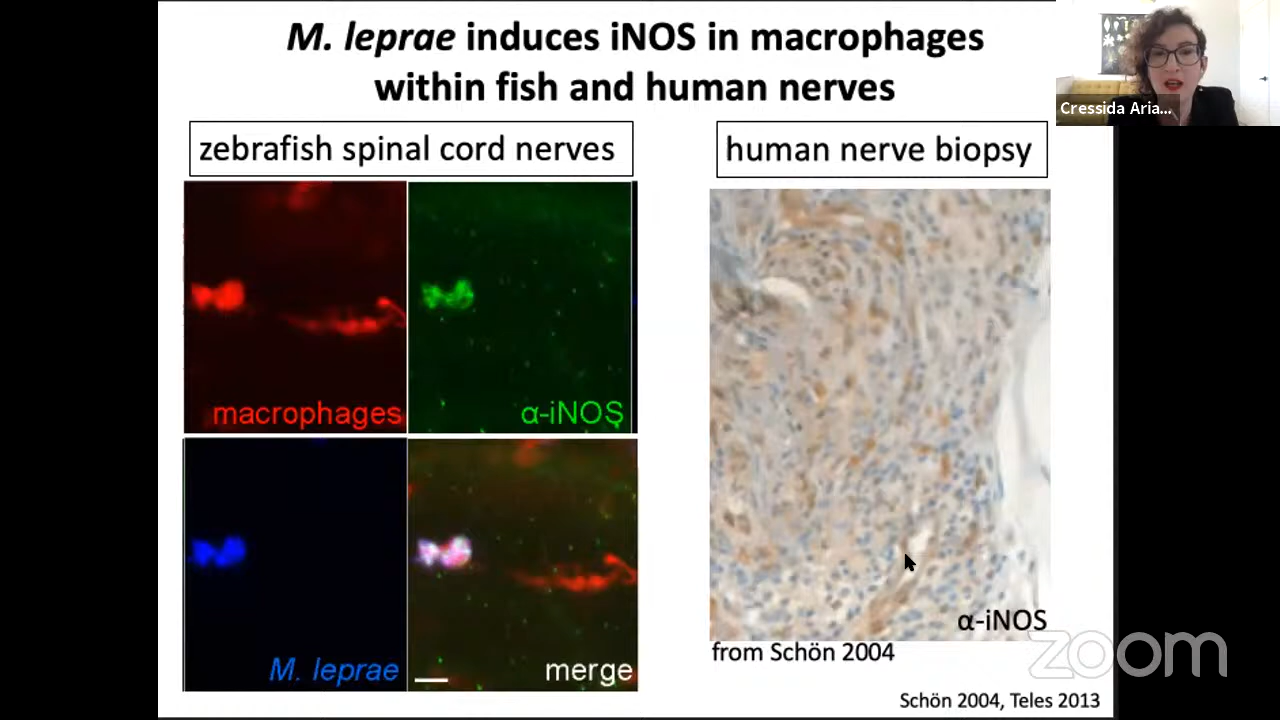 M. leprae induces iNOS in macrophages
within fish and human nerves
Cressida Aria...
zebrafish spinal cord nerves
human nerve biopsy
macrophages
α-iNOS
M. leprae
merge
α-iNOS
from Schön 2004
zoom
Schön 2004, Teles 2013